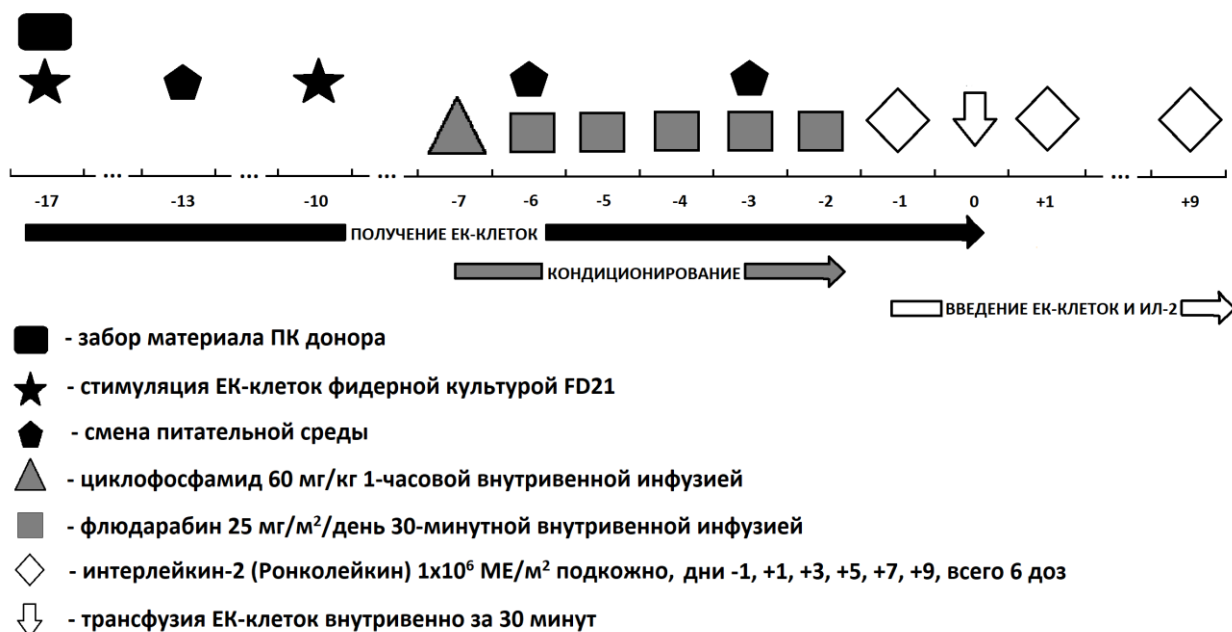 ... ... ... ...
-17 -13 -10 -7 -6 -5 -4 -3 -2 -1 0 +1 +9
ПОЛУЧЕНИЕ ЕК-КЛЕТОК
КОНДИЦИОНИРОВАНИЕ
ВВЕДЕНИЕ ЕК-КЛЕТОК И ИЛ-2
- забор материала ПК донора
- стимуляция ЕК-клеток фидерной культурой FD21
- смена питательной среды
- циклофосфамид 60 мг/кг 1-часовой внутривенной инфузией
- флюдарабин 25 мг/м²/день 30-минутной внутривенной инфузией
- интерлейкин-2 (Ронколейкин) 1x10⁶ МЕ/м² подкожно, дни -1, +1, +3, +5, +7, +9, всего 6 доз
- трансфузия ЕК-клеток внутривенно за 30 минут